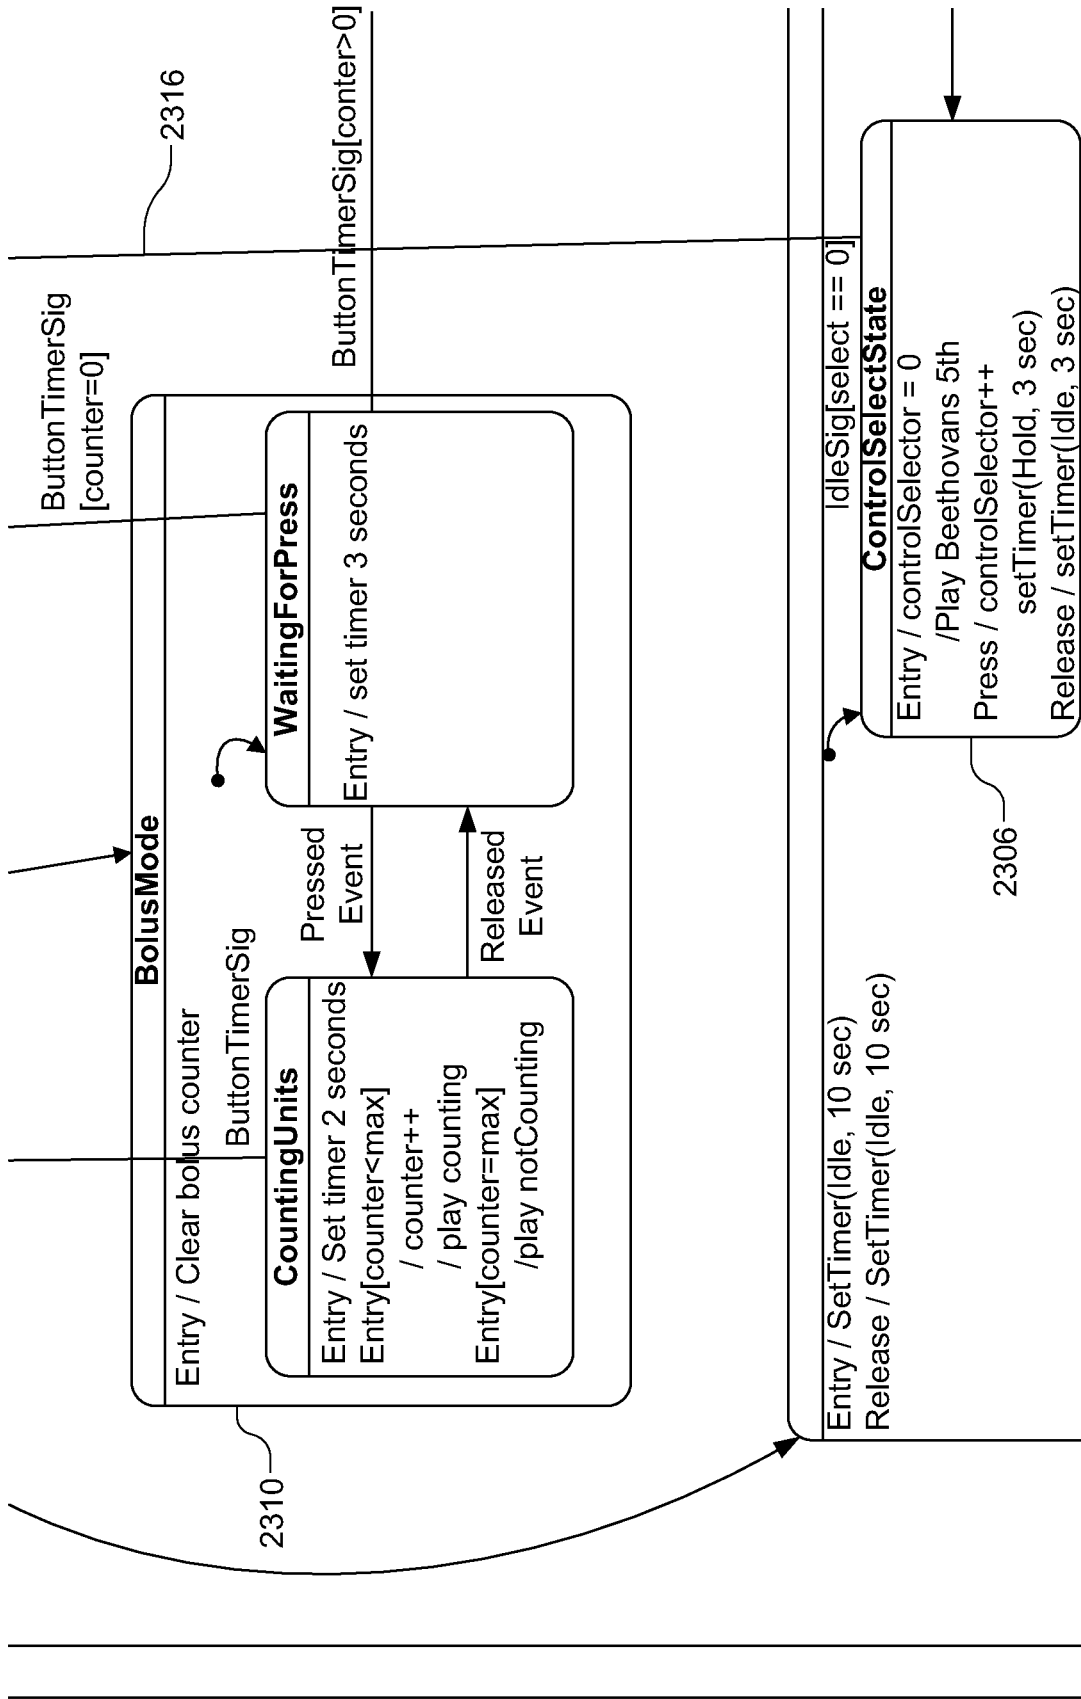 ButtonTimerSig
[counter=0]
2316
BolusMode
Entry / Clear bolus counter
ButtonTimerSig
CountingUnits
Entry / Set timer 2 seconds
Entry[counter<max]
/ counter++
/ play counting
Entry[counter=max]
/play notCounting
Pressed
Event
Released
Event
WaitingForPress
Entry / set timer 3 seconds
ButtonTimerSig[conter>0]
2310
Entry / SetTimer(Idle, 10 sec)
Release / SetTimer(Idle, 10 sec)
IdleSig[select == 0]
ControlSelectState
Entry / controlSelector = 0
/Play Beethovans 5th
Press / controlSelector++
setTimer(Hold, 3 sec)
Release / setTimer(Idle, 3 sec)
2306